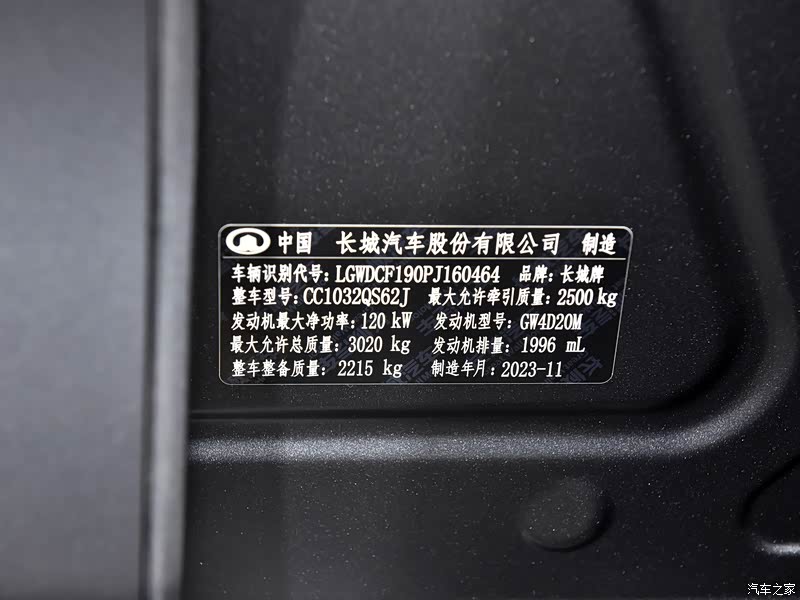 中国 长城汽车股份有限公司 制造
车辆识别代号: LGWDCF190PJ160464 品牌: 长城牌
整车型号: CC1032QS62J 最大允许牵引质量: 2500 kg
发动机最大净功率: 120 kW 发动机型号: GW4D20M
最大允许总质量: 3020 kg 发动机排量: 1996 mL
整车整备质量: 2215 kg 制造年月: 2023-11
汽车之家